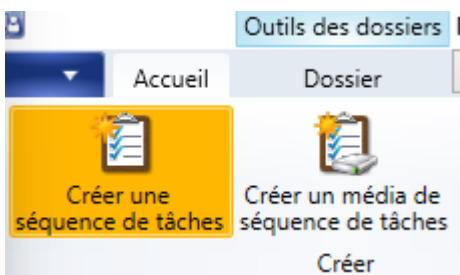 Outils des dossiers
Accueil Dossier
Créer une Créer un média de
séquence de tâches séquence de tâches
Créer